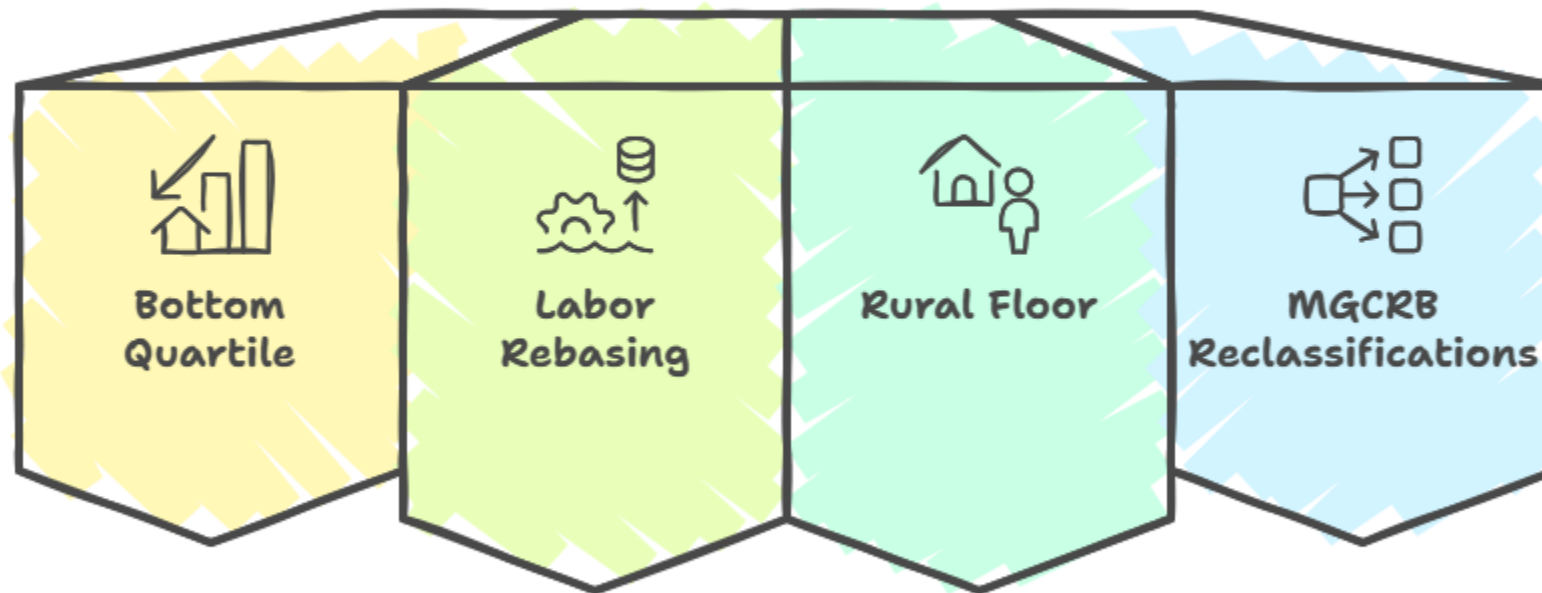 Bottom
Quartile
Labor
Rebasing
Rural Floor
MGCRB
Reclassifications